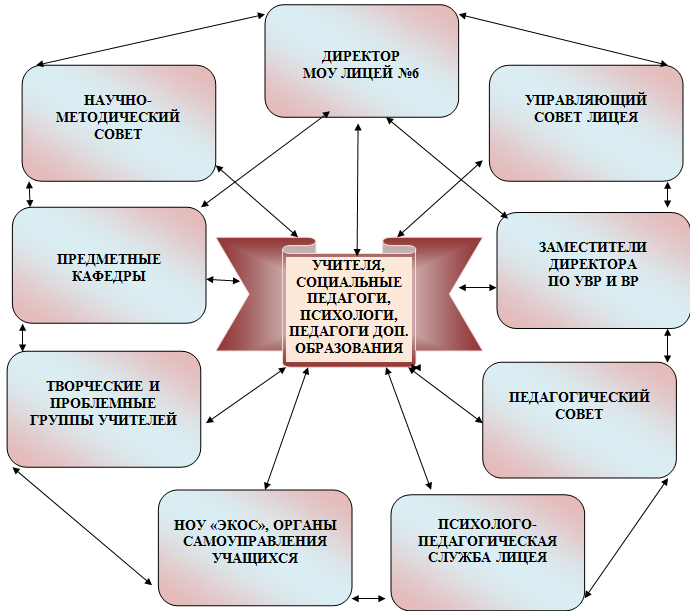 ДИРЕКТОР
МОУ ЛИЦЕЙ №6
НАУЧНО-
МЕТОДИЧЕСКИЙ
СОВЕТ
УПРАВЛЯЮЩИЙ
СОВЕТ ЛИЦЕЯ
ПРЕДМЕТНЫЕ
КАФЕДРЫ
УЧИТЕЛЯ,
СОЦИАЛЬНЫЕ
ПЕДАГОГИ,
ПСИХОЛОГИ,
ПЕДАГОГИ ДОП.
ОБРАЗОВАНИЯ
ЗАМЕСТИТЕЛИ
ДИРЕКТОРА
ПО УВР И ВР
ТВОРЧЕСКИЕ И
ПРОБЛЕМНЫЕ
ГРУППЫ УЧИТЕЛЕЙ
ПЕДАГОГИЧЕСКИЙ
СОВЕТ
НОУ «ЭКОС», ОРГАНЫ
САМОУПРАВЛЕНИЯ
УЧАЩИХСЯ
ПСИХОЛОГО-
ПЕДАГОГИЧЕСКАЯ
СЛУЖБА ЛИЦЕЯ